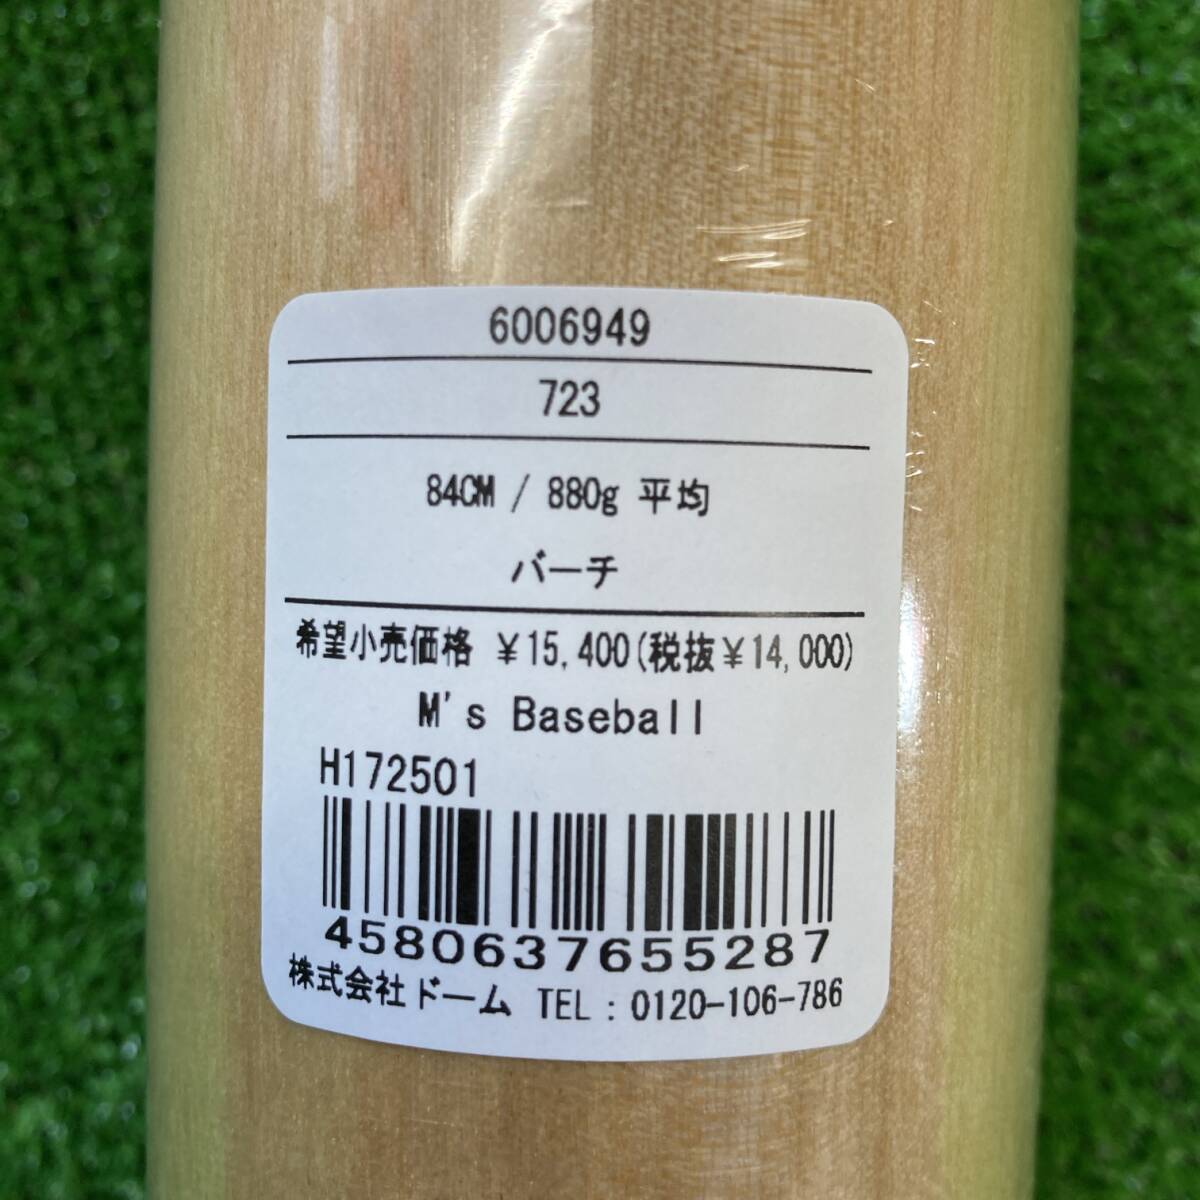 6006949
723
84CM / 880g 平均
バーチ
希望小売価格 ¥15,400(税抜¥14,000)
M's Baseball
H172501
4580637655287
株式会社ドーム TEL : 0120-106-786